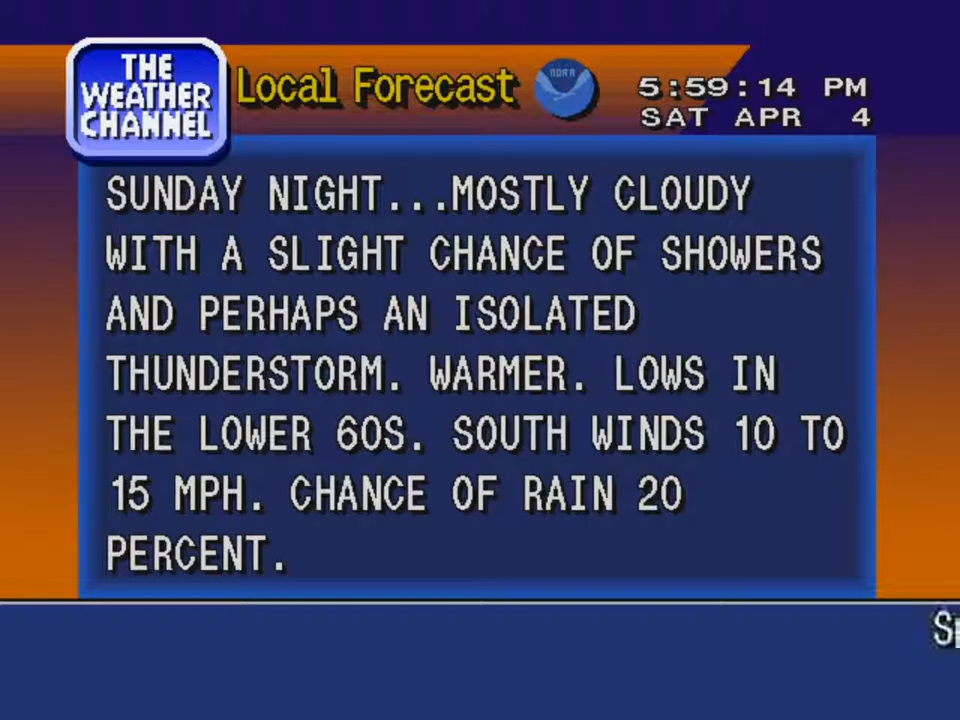 THE
WEATHER
CHANNEL
Local Forecast
NOAA
5:59:14 PM
SAT APR 4
SUNDAY NIGHT...MOSTLY CLOUDY
WITH A SLIGHT CHANCE OF SHOWERS
AND PERHAPS AN ISOLATED
THUNDERSTORM. WARMER. LOWS IN
THE LOWER 60S. SOUTH WINDS 10 TO
15 MPH. CHANCE OF RAIN 20
PERCENT.